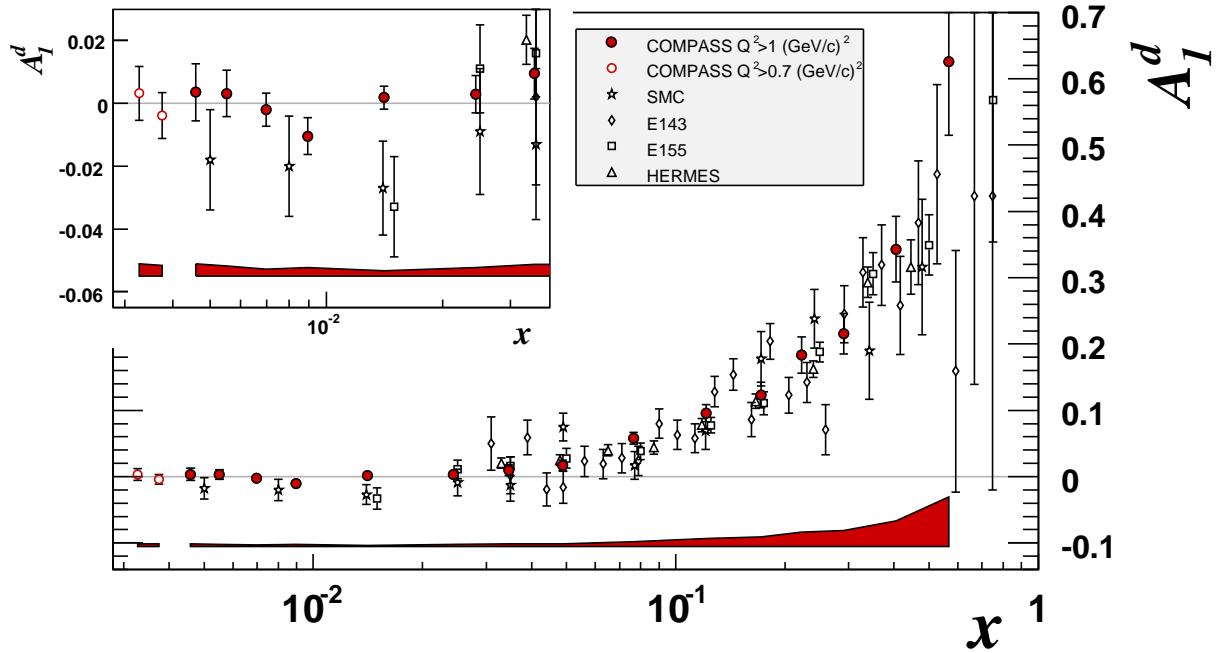 A₁ᵈ
0.02
0
-0.02
-0.04
-0.06
10⁻²
x
COMPASS Q²>1 (GeV/c)²
COMPASS Q²>0.7 (GeV/c)²
SMC
E143
E155
HERMES
0.7
0.6
0.5
0.4
0.3
0.2
0.1
0
-0.1
A₁ᵈ
10⁻²
10⁻¹
1
x